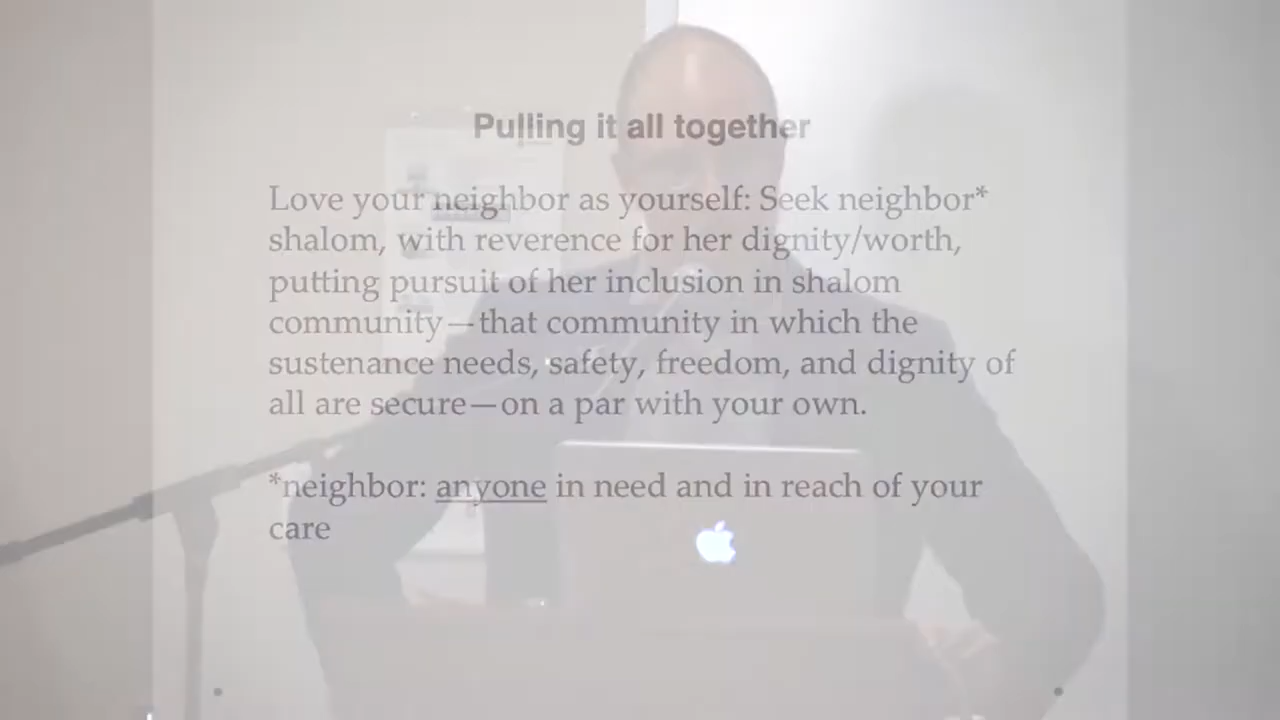 Pulling it all together
Love your neighbor as yourself: Seek neighbor*
shalom, with reverence for her dignity/worth,
putting pursuit of her inclusion in shalom
community—that community in which the
sustenance needs, safety, freedom, and dignity of
all are secure—on a par with your own.
*neighbor: anyone in need and in reach of your
care